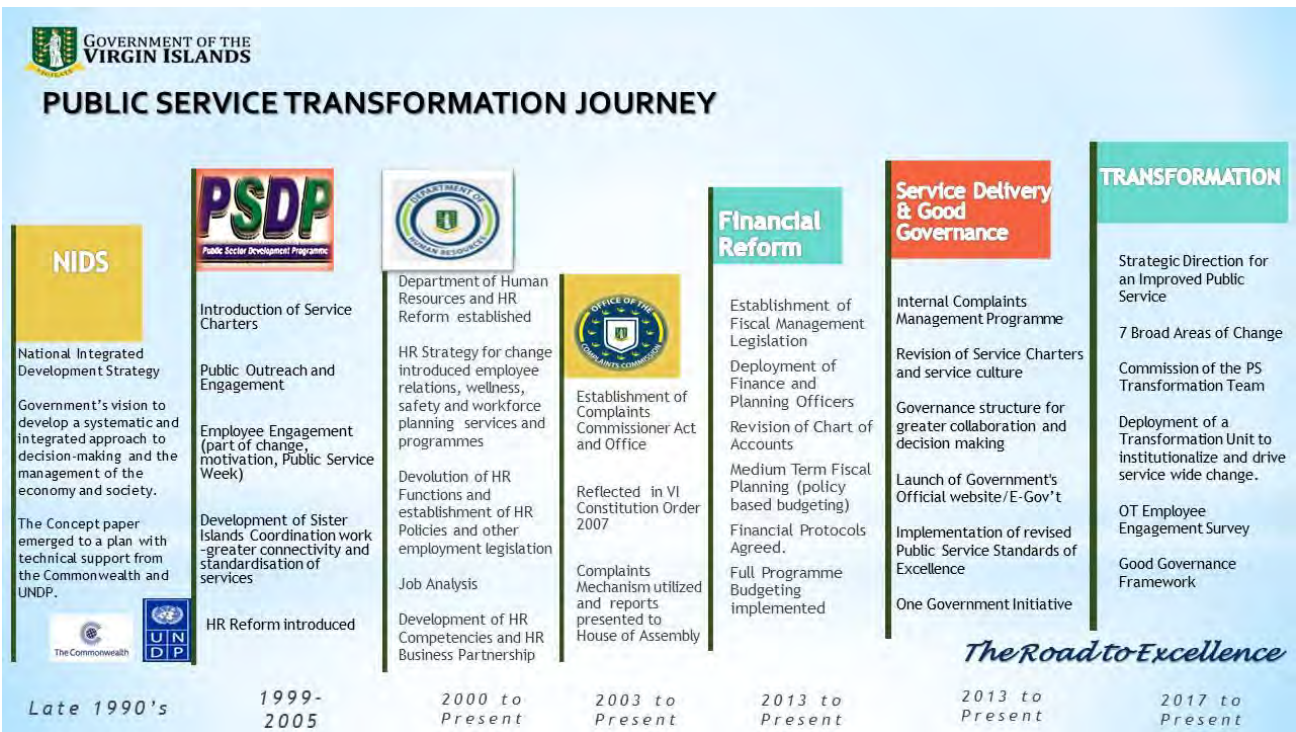 GOVERNMENT OF THE
VIRGIN ISLANDS
PUBLIC SERVICE TRANSFORMATION JOURNEY
NIDS
National Integrated
Development Strategy
Government's vision to
develop a systematic and
integrated approach to
decision-making and the
management of the
economy and society.
The Concept paper
emerged to a plan with
technical support from
the Commonwealth and
UNDP.
The Commonwealth
UN
DP
Late 1990's
PSDP
Public Sector Development Programme
Introduction of Service
Charters
Public Outreach and
Engagement
Employee Engagement
(part of change,
motivation, Public Service
Week)
Development of Sister
Islands Coordination work
-greater connectivity and
standardisation of
services
HR Reform introduced
1999-
2005
DEPARTMENT OF
HUMAN RESOURCES
Department of Human
Resources and HR
Reform established
HR Strategy for change
introduced employee
relations, wellness,
safety and workforce
planning services and
programmes
Devolution of HR
Functions and
establishment of HR
Policies and other
employment legislation
Job Analysis
Development of HR
Competencies and HR
Business Partnership
2000 to
Present
OFFICE OF THE
COMPLAINTS COMMISSION
Establishment of
Complaints
Commissioner Act
and Office
Reflected in VI
Constitution Order
2007
Complaints
Mechanism utilized
and reports
presented to
House of Assembly
2003 to
Present
Financial
Reform
Establishment of
Fiscal Management
Legislation
Deployment of
Finance and
Planning Officers
Revision of Chart of
Accounts
Medium Term Fiscal
Planning (policy
based budgeting)
Financial Protocols
Agreed.
Full Programme
Budgeting
implemented
2013 to
Present
Service Delivery
& Good
Governance
Internal Complaints
Management Programme
Revision of Service Charters
and service culture
Governance structure for
greater collaboration and
decision making
Launch of Government's
Official website/E-Gov't
Implementation of revised
Public Service Standards of
Excellence
One Government Initiative
2013 to
Present
TRANSFORMATION
Strategic Direction for
an Improved Public
Service
7 Broad Areas of Change
Commission of the PS
Transformation Team
Deployment of a
Transformation Unit to
institutionalize and drive
service wide change.
OT Employee
Engagement Survey
Good Governance
Framework
The Road to Excellence
2017 to
Present